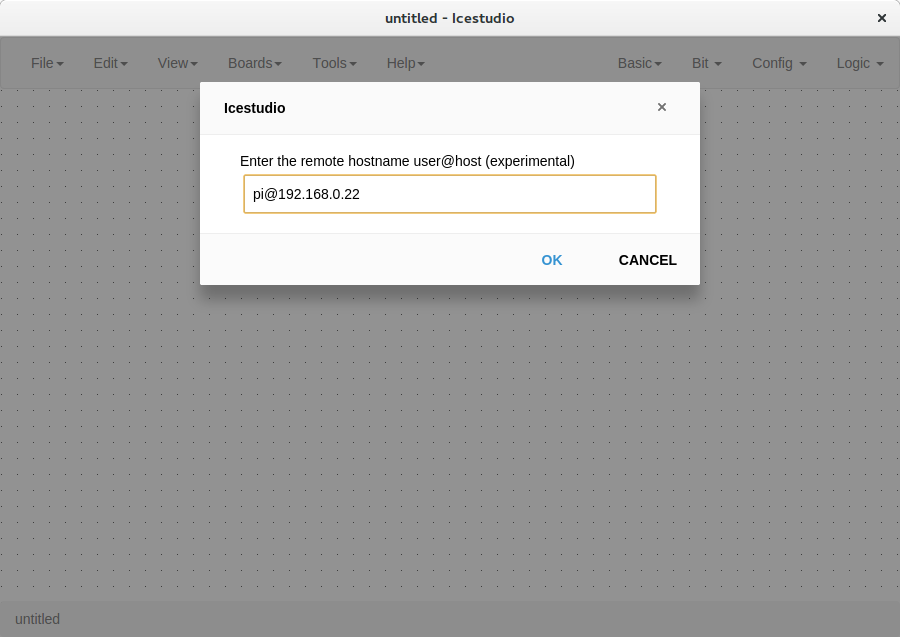 untitled - Icestudio
File Edit View Boards Tools Help Basic Bit Config Logic
Icestudio
Enter the remote hostname user@host (experimental)
pi@192.168.0.22
OK CANCEL
untitled